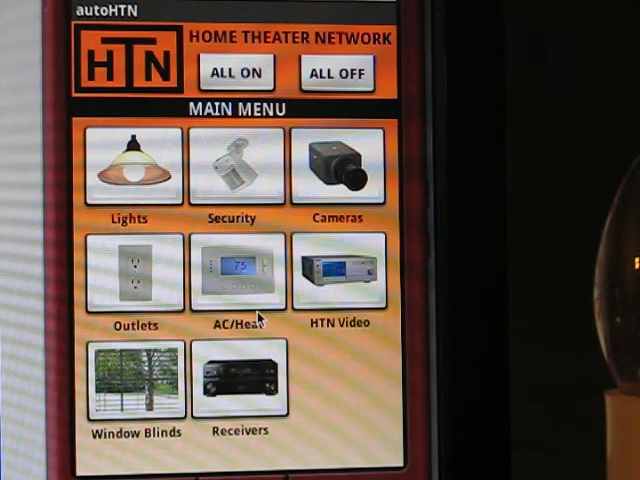 autoHTN
HTN
HOME THEATER NETWORK
ALL ON
ALL OFF
MAIN MENU
Lights
Security
Cameras
75
Outlets
AC/Heat
HTN Video
Window Blinds
Receivers